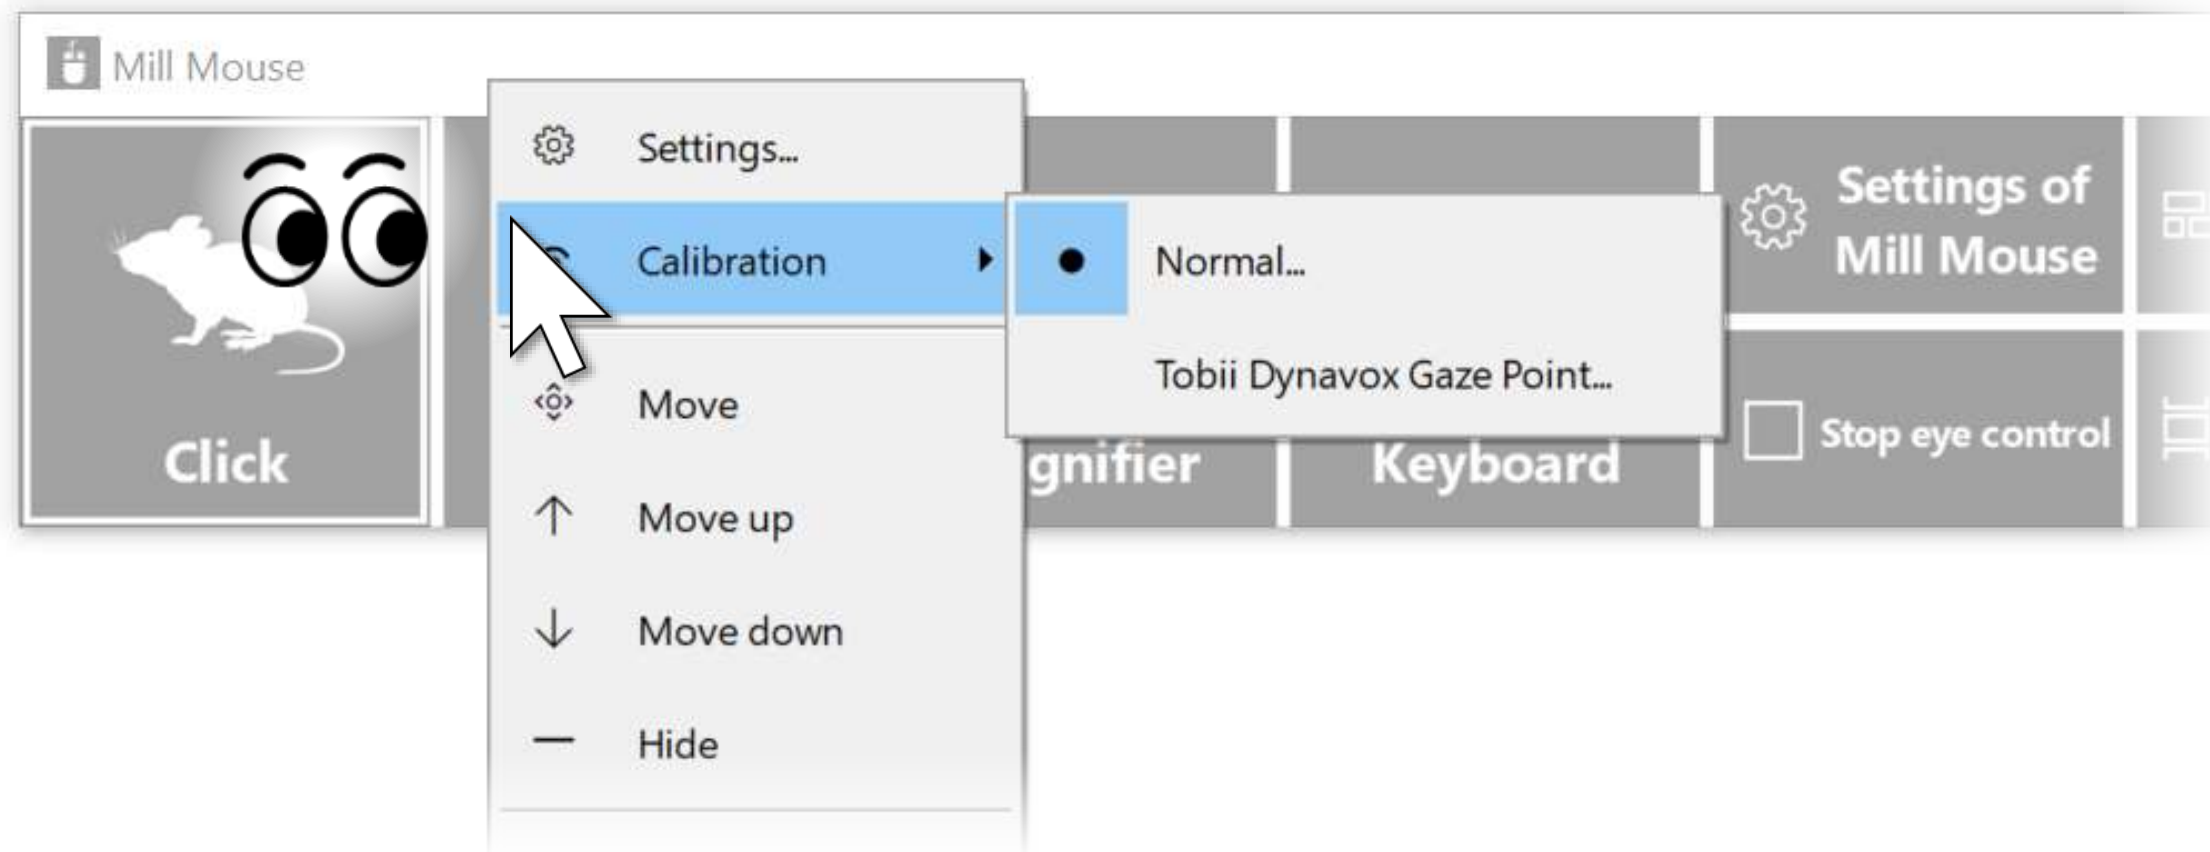 Mill Mouse
Settings...
Calibration
Normal...
Tobii Dynavox Gaze Point...
Move
Move up
Move down
Hide
Click
gnifier
Keyboard
Settings of
Mill Mouse
Stop eye control